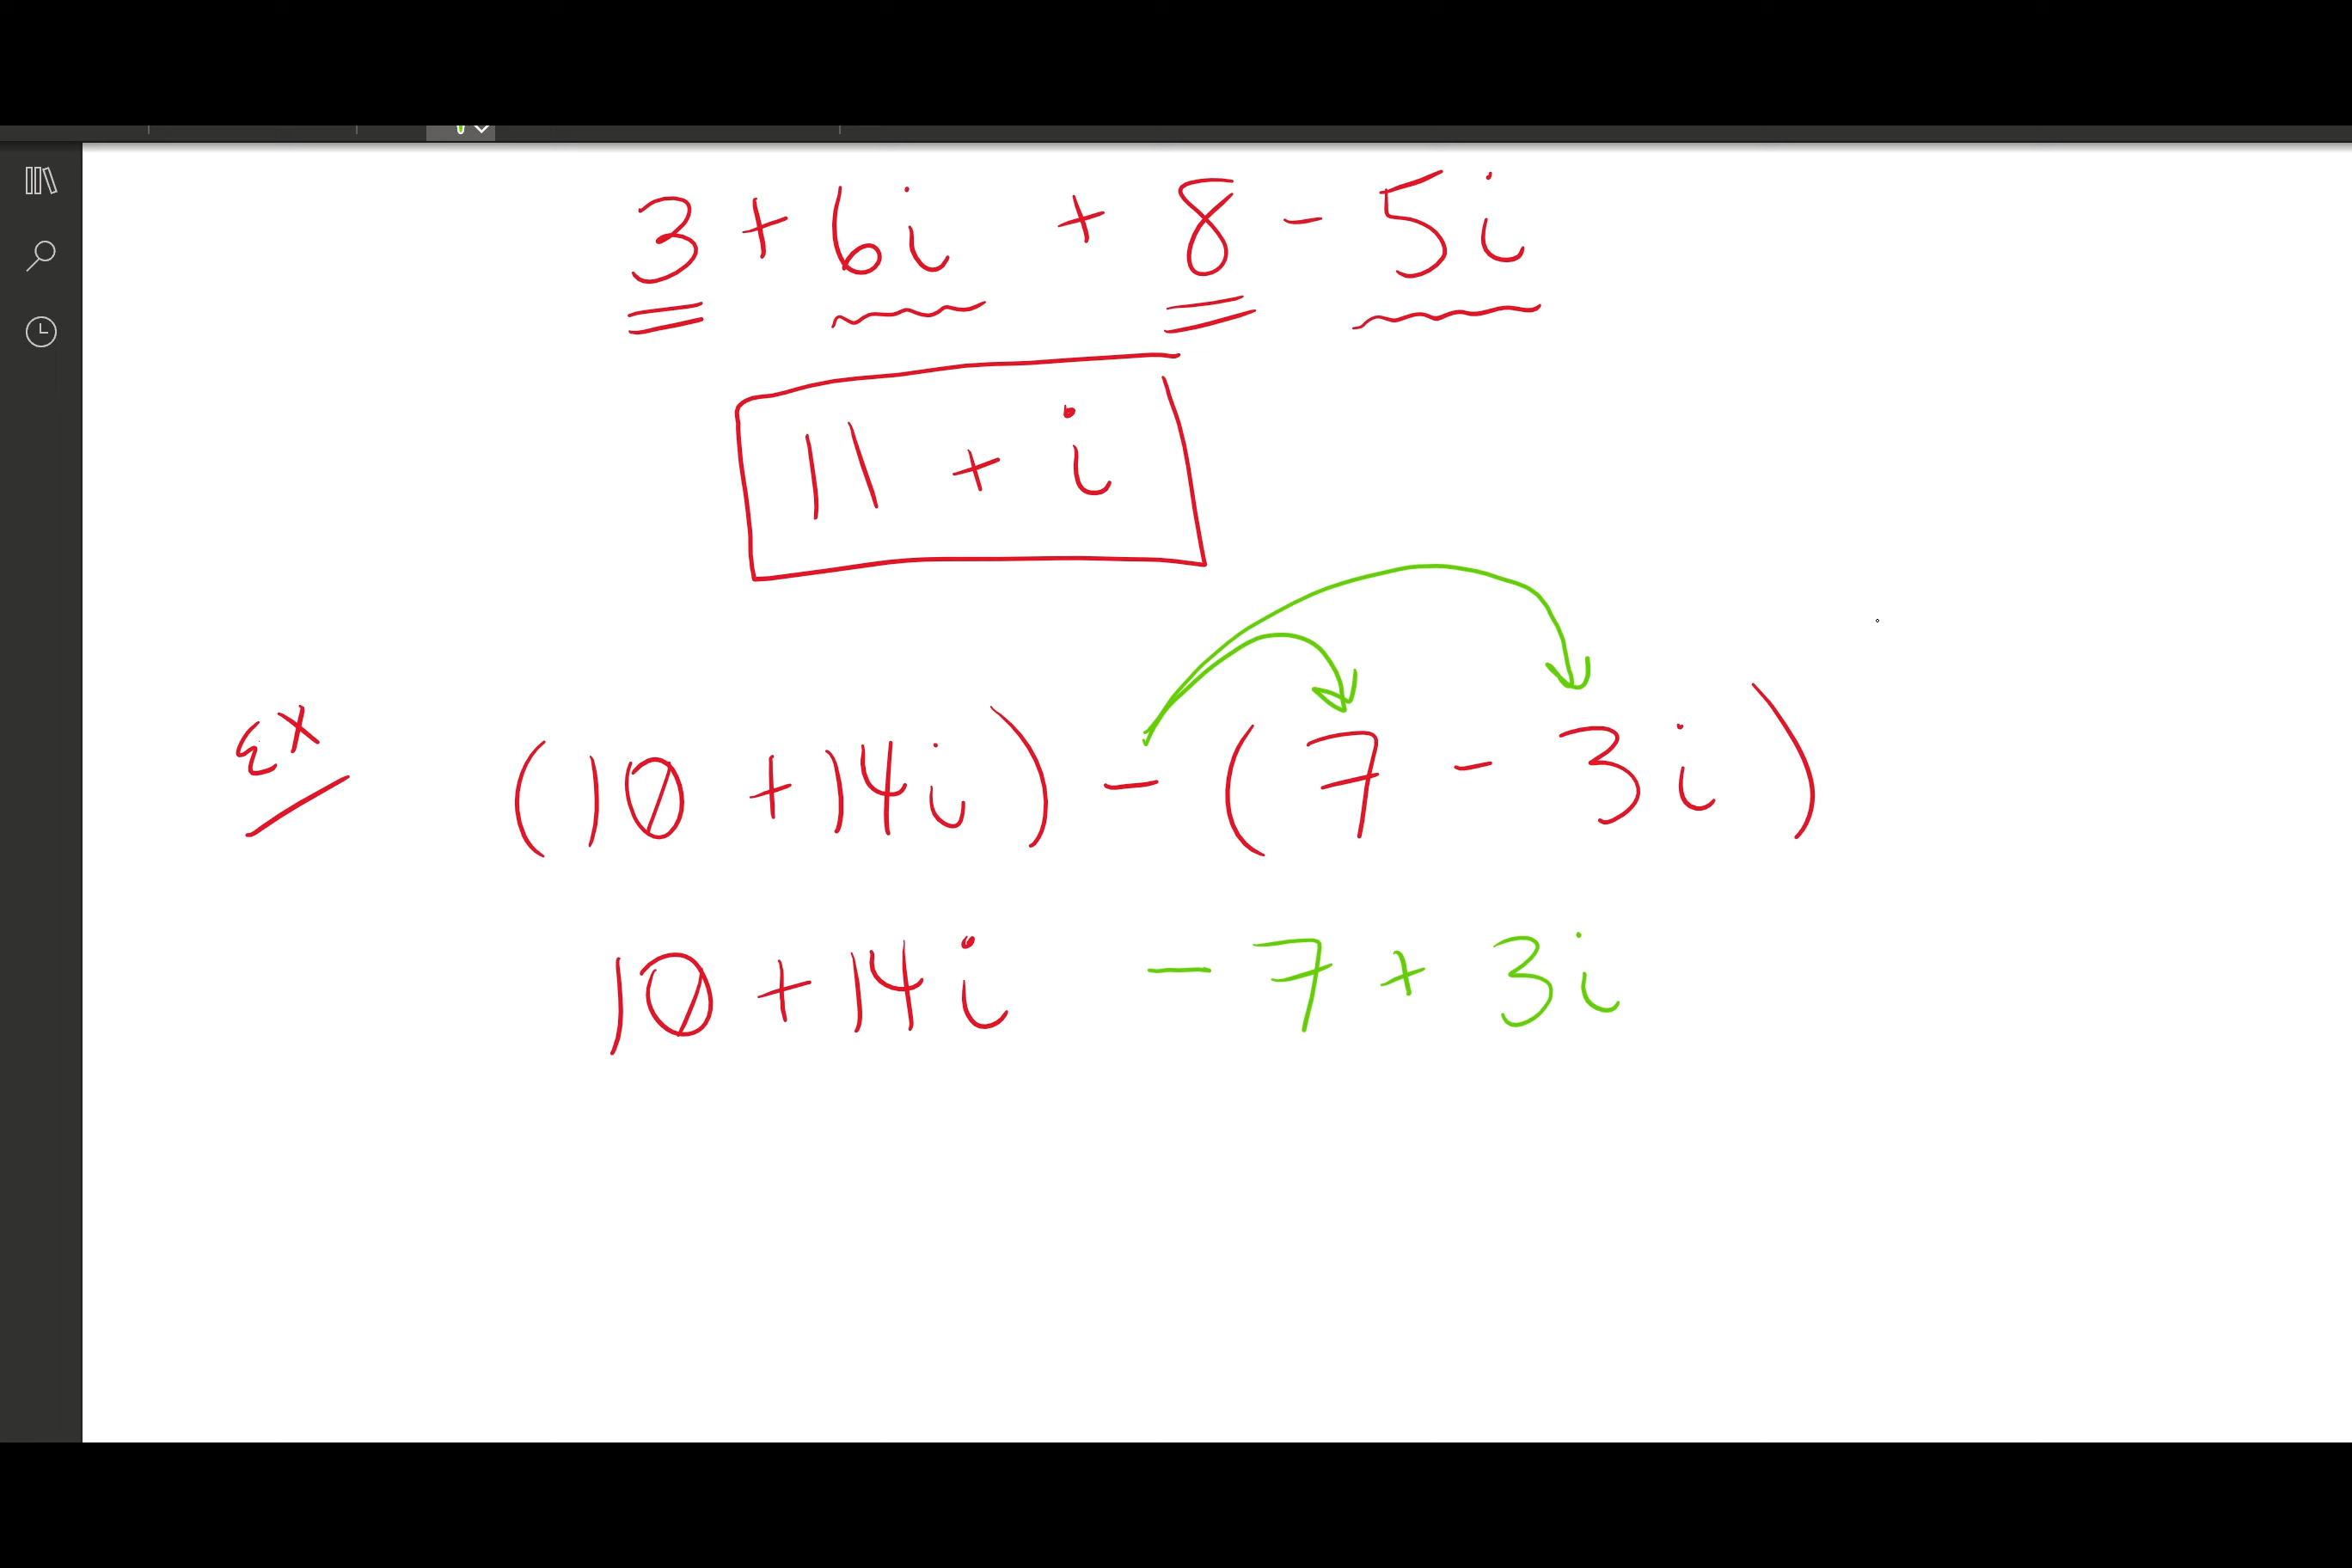 3 + 6i + 8 - 5i
11 + i
Ex (10 + 14i) - (7 - 3i)
10 + 14i - 7 + 3i